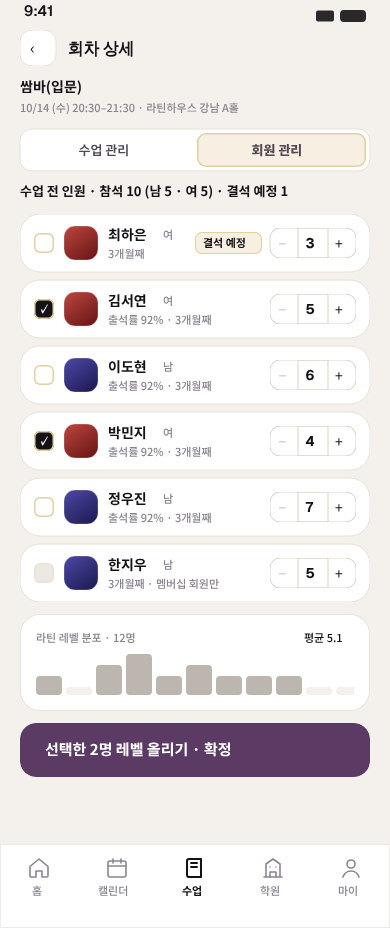 9:41
‹ 회차 상세
쌈바(입문)
10/14 (수) 20:30–21:30 · 라틴하우스 강남 A홀
수업 관리 회원 관리
수업 전 인원 · 참석 10 (남 5 · 여 5) · 결석 예정 1
최하은 여
3개월째
결석 예정 − 3 +
✓ 김서연 여
출석률 92% · 3개월째
− 5 +
이도현 남
출석률 92% · 3개월째
− 6 +
✓ 박민지 여
출석률 92% · 3개월째
− 4 +
정우진 남
출석률 92% · 3개월째
− 7 +
한지우 남
3개월째 · 멤버십 회원만
− 5 +
라틴 레벨 분포 · 12명 평균 5.1
선택한 2명 레벨 올리기 · 확정
홈 캘린더 수업 학원 마이